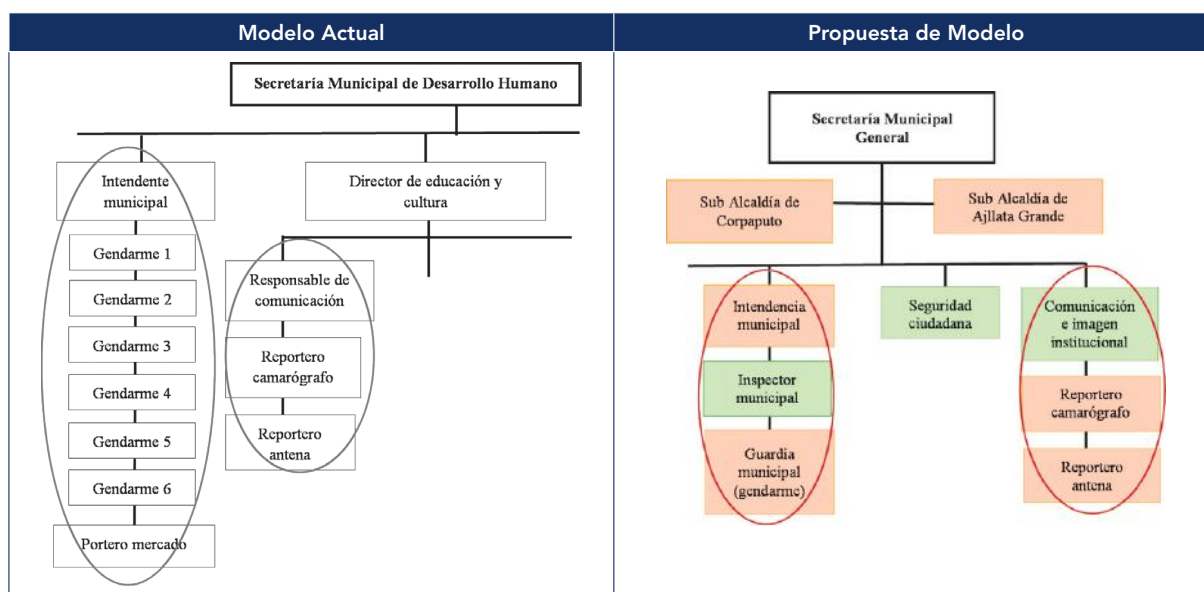 Modelo Actual
Propuesta de Modelo
Secretaría Municipal de Desarrollo Humano
Intendente
municipal
Director de educación y
cultura
Gendarme 1
Gendarme 2
Gendarme 3
Gendarme 4
Gendarme 5
Gendarme 6
Portero mercado
Responsable de
comunicación
Reportero
camarógrafo
Reportero
antena
Secretaría Municipal
General
Sub Alcaldía de
Corpaputo
Sub Alcaldía de
Ajllata Grande
Intendencia
municipal
Inspector
municipal
Guardia
municipal
(gendarme)
Seguridad
ciudadana
Comunicación
e imagen
institucional
Reportero
camarógrafo
Reportero
antena